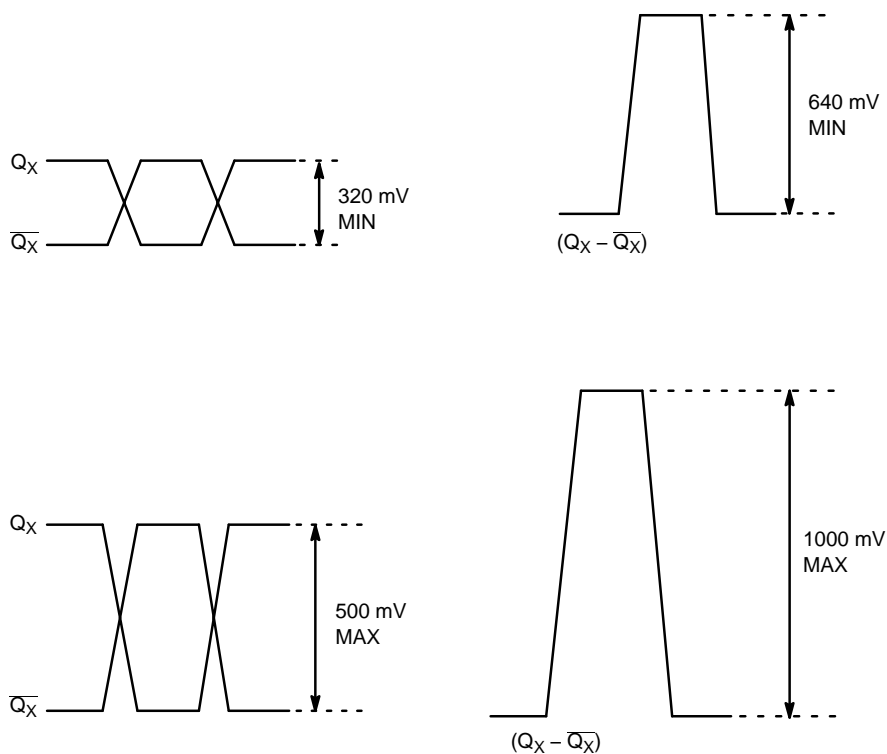 Q_X
Q̅_X̅
320 mV
MIN
640 mV
MIN
(Q_X – Q̅_X̅)
Q_X
Q̅_X̅
500 mV
MAX
1000 mV
MAX
(Q_X – Q̅_X̅)